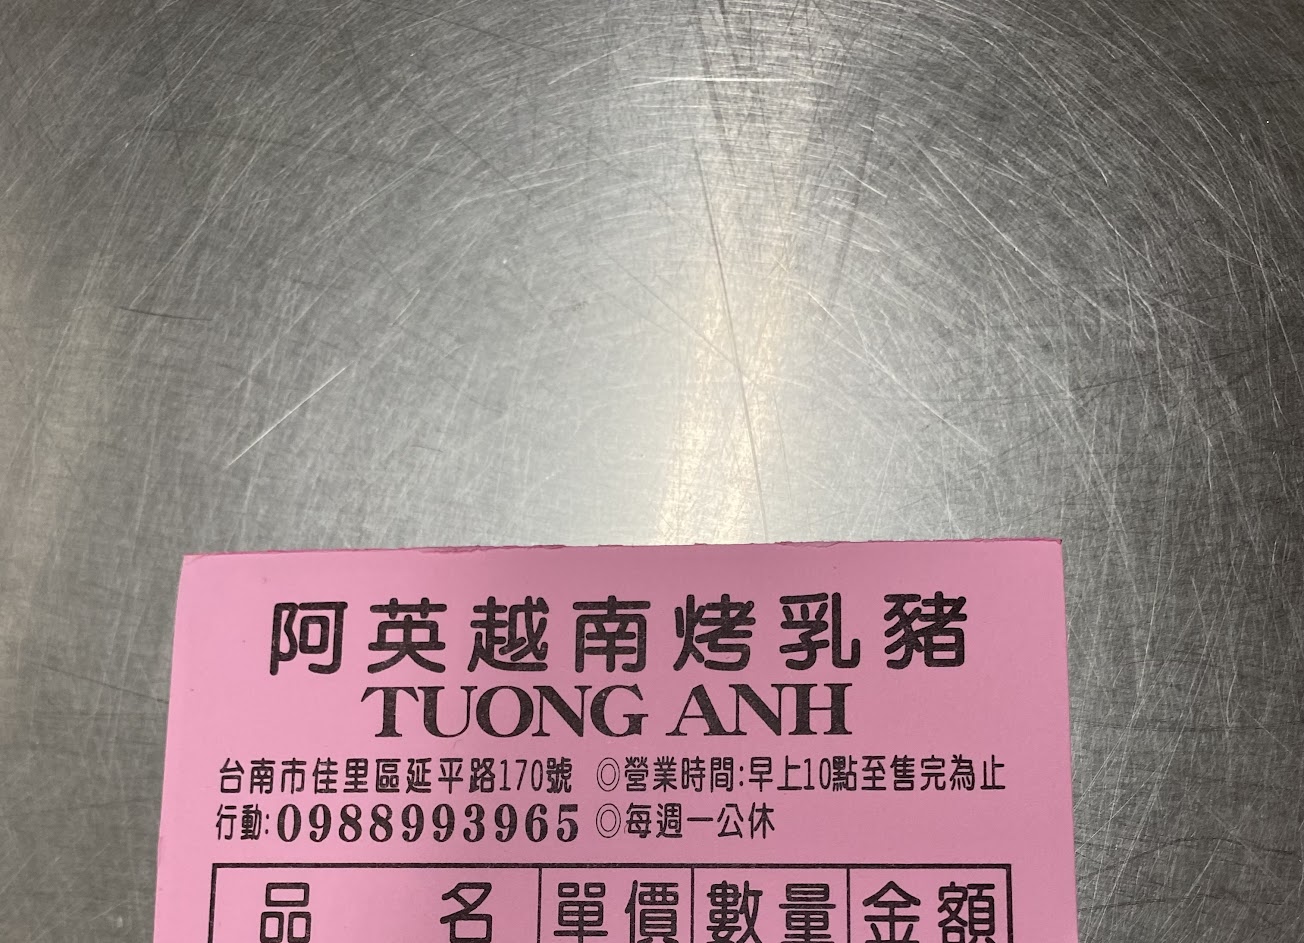 阿英越南烤乳豬
TUONG ANH
台南市佳里區延平路170號 ◎營業時間:早上10點至售完為止
行動:0988993965 ◎每週一公休
品名 單價 數量 金額